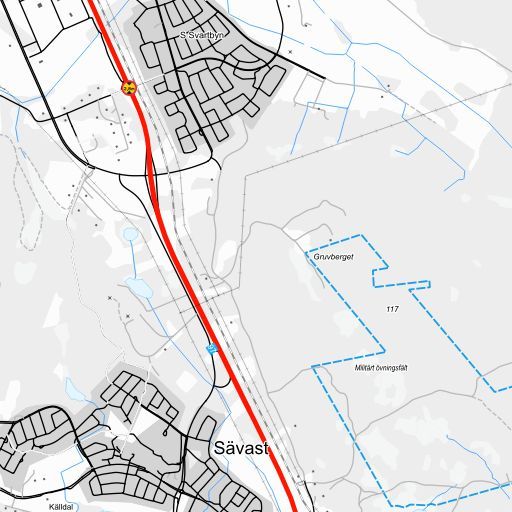 S Svartbyn
Gruvberget
117
Militärt övningsfält
Sävast
Källdal